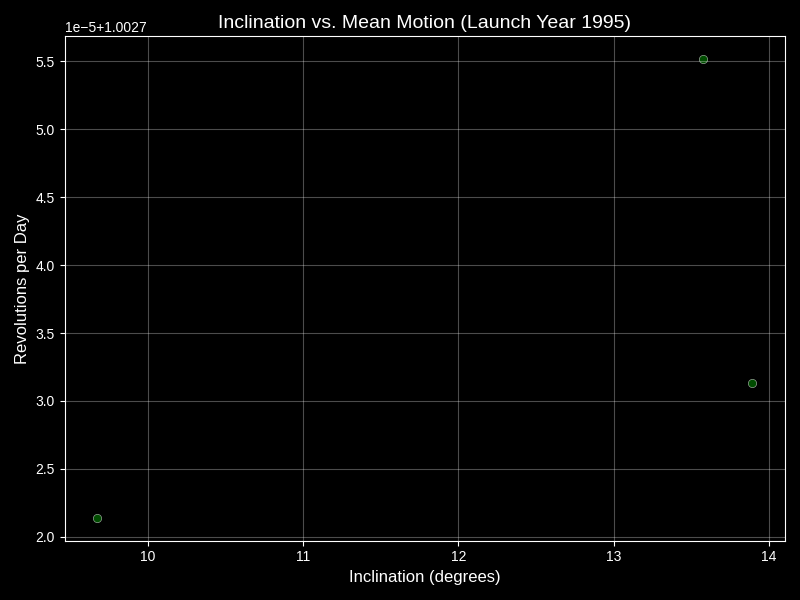 Inclination vs. Mean Motion (Launch Year 1995)
1e−5+1.0027
5.5
5.0
4.5
4.0
3.5
3.0
2.5
2.0
Revolutions per Day
10 11 12 13 14
Inclination (degrees)